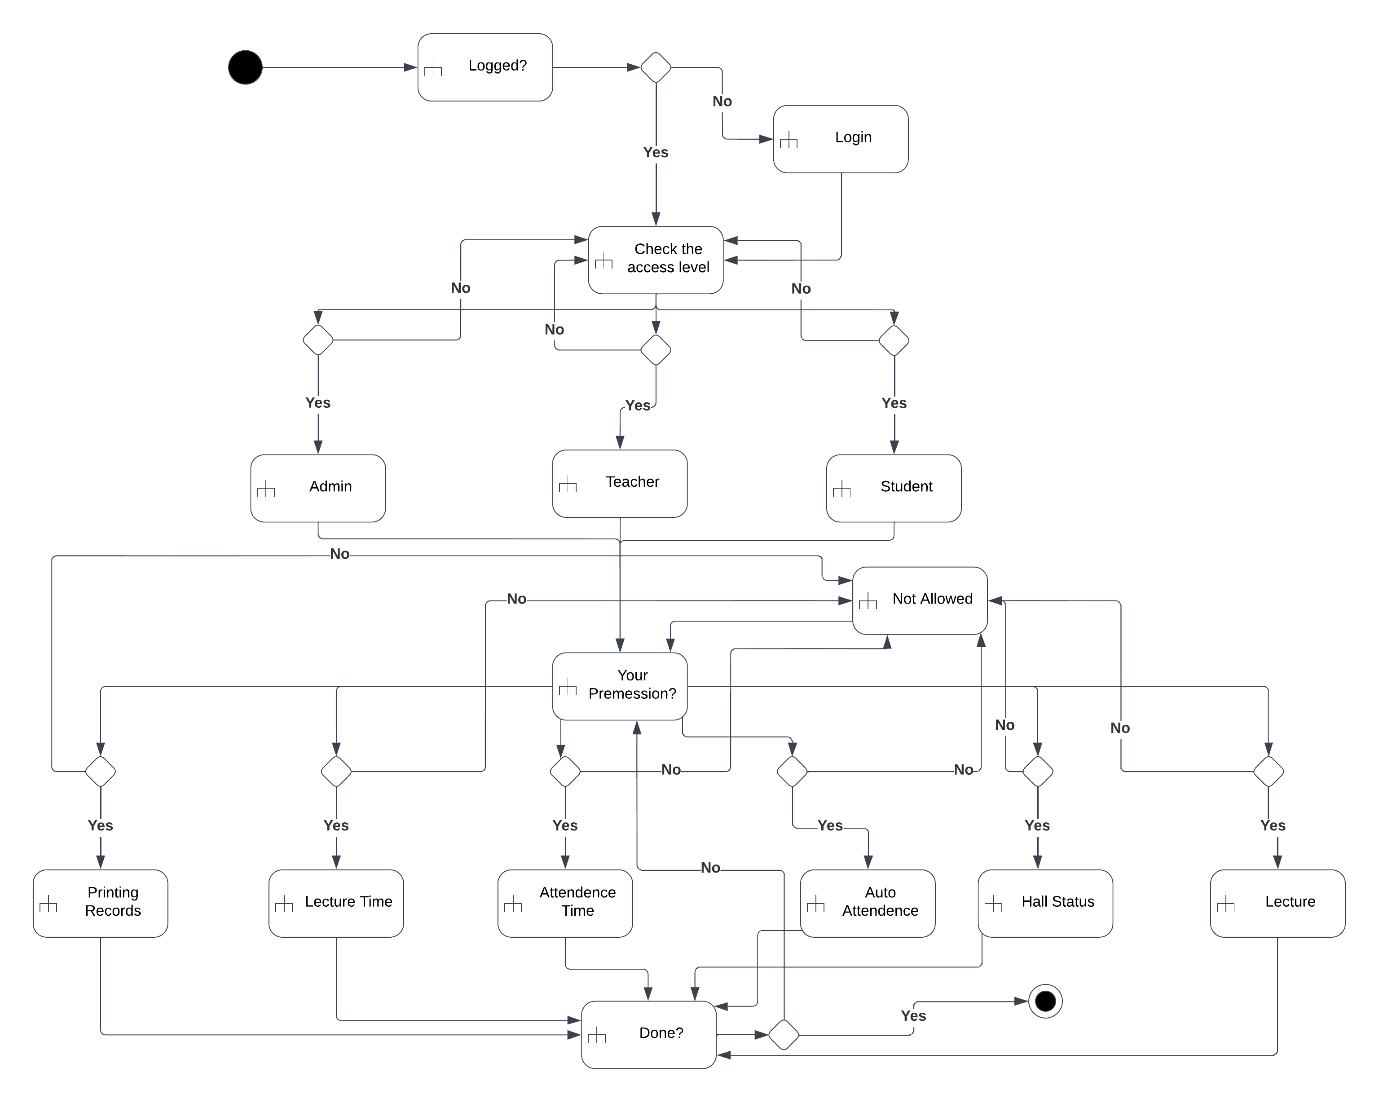 Logged?
No
Login
Yes
Check the
access level
No
No
No
Yes
Yes
Yes
Admin
Teacher
Student
No
No
Not Allowed
Your
Premession?
No
No
No
No
Yes
Yes
Yes
Yes
Yes
Yes
No
Printing
Records
Lecture Time
Attendence
Time
Auto
Attendence
Hall Status
Lecture
Done?
Yes